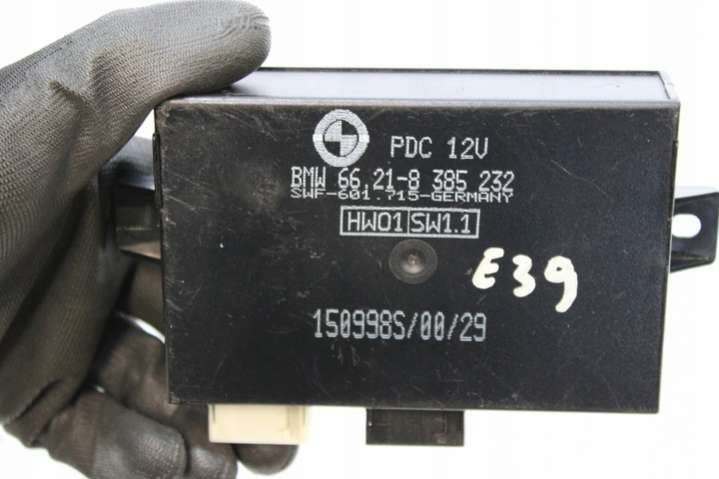 PDC 12V
BMW 66.21-8 385 232
SWF-601.715-GERMANY
HW01 SW1.1
E39
150998S/00/29